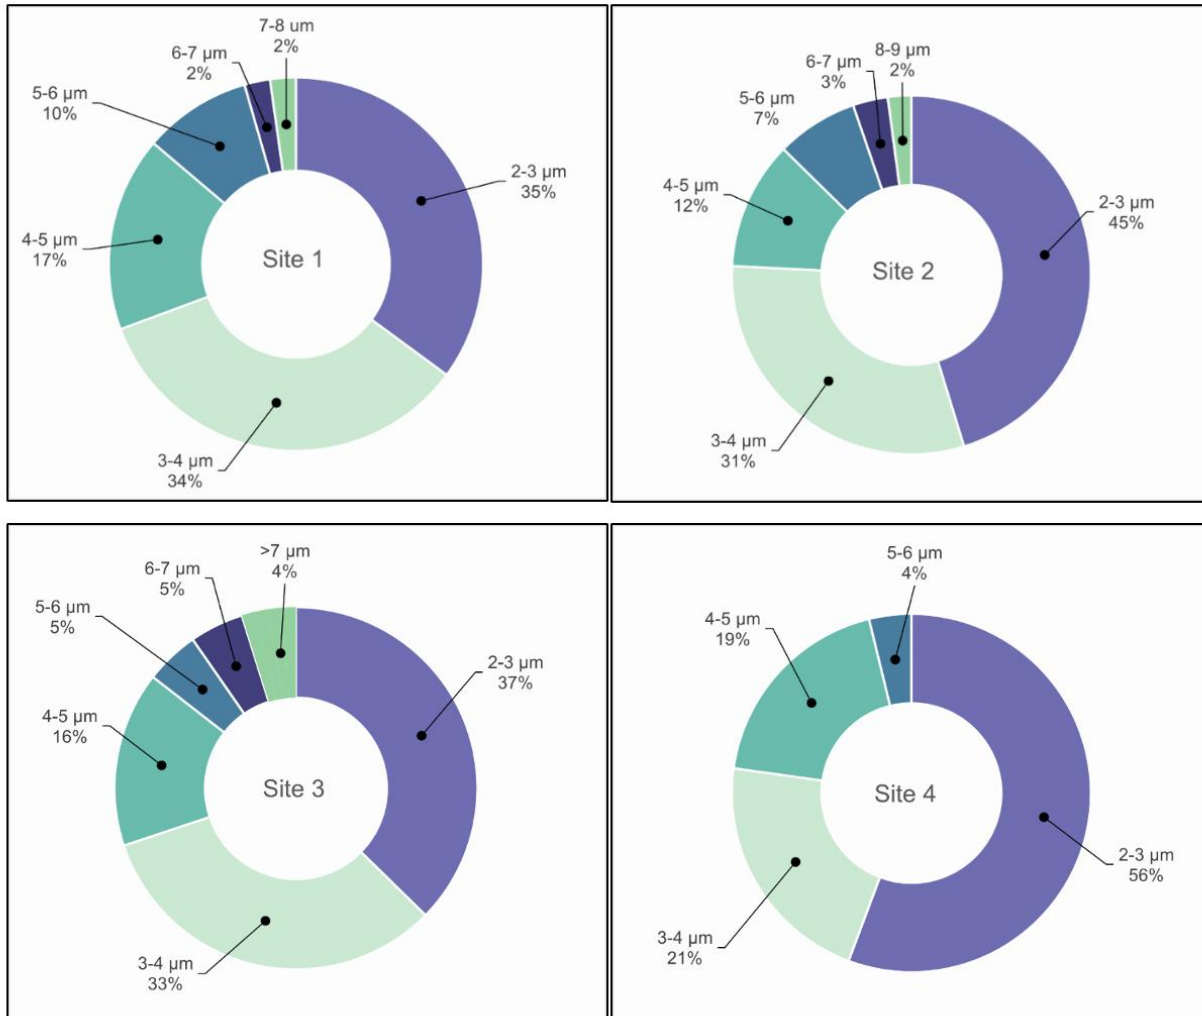 7-8 um
2%
6-7 µm
2%
5-6 µm
10%
2-3 µm
35%
4-5 µm
17%
Site 1
3-4 µm
34%
8-9 µm
2%
6-7 µm
3%
5-6 µm
7%
4-5 µm
12%
2-3 µm
45%
Site 2
3-4 µm
31%
>7 µm
4%
6-7 µm
5%
5-6 µm
5%
2-3 µm
37%
4-5 µm
16%
Site 3
3-4 µm
33%
5-6 µm
4%
4-5 µm
19%
Site 4
2-3 µm
56%
3-4 µm
21%